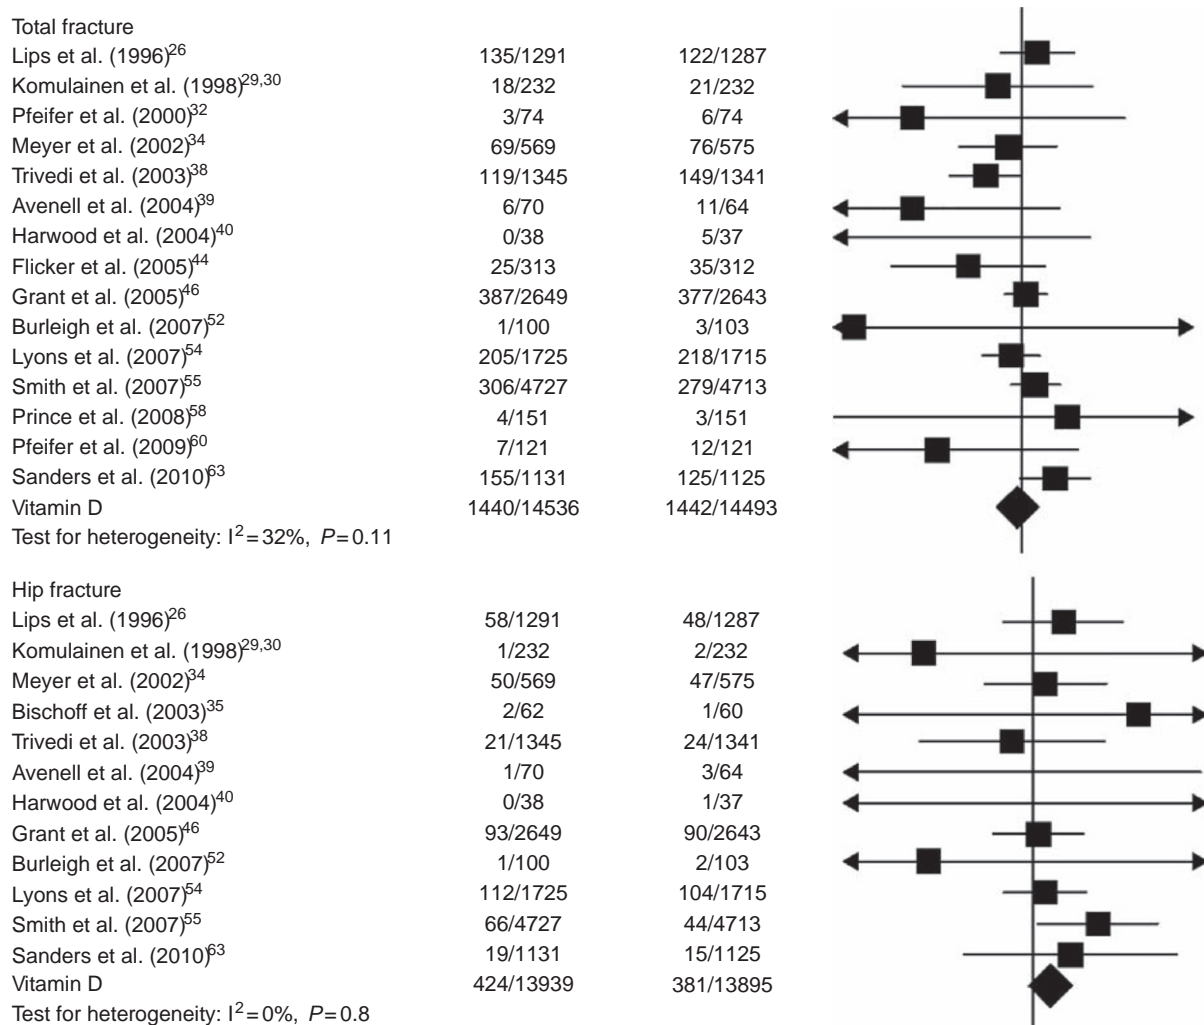 Total fracture
Lips et al. (1996)26 135/1291 122/1287
Komulainen et al. (1998)29,30 18/232 21/232
Pfeifer et al. (2000)32 3/74 6/74
Meyer et al. (2002)34 69/569 76/575
Trivedi et al. (2003)38 119/1345 149/1341
Avenell et al. (2004)39 6/70 11/64
Harwood et al. (2004)40 0/38 5/37
Flicker et al. (2005)44 25/313 35/312
Grant et al. (2005)46 387/2649 377/2643
Burleigh et al. (2007)52 1/100 3/103
Lyons et al. (2007)54 205/1725 218/1715
Smith et al. (2007)55 306/4727 279/4713
Prince et al. (2008)58 4/151 3/151
Pfeifer et al. (2009)60 7/121 12/121
Sanders et al. (2010)63 155/1131 125/1125
Vitamin D 1440/14536 1442/14493
Test for heterogeneity: I2=32%, P=0.11
Hip fracture
Lips et al. (1996)26 58/1291 48/1287
Komulainen et al. (1998)29,30 1/232 2/232
Meyer et al. (2002)34 50/569 47/575
Bischoff et al. (2003)35 2/62 1/60
Trivedi et al. (2003)38 21/1345 24/1341
Avenell et al. (2004)39 1/70 3/64
Harwood et al. (2004)40 0/38 1/37
Grant et al. (2005)46 93/2649 90/2643
Burleigh et al. (2007)52 1/100 2/103
Lyons et al. (2007)54 112/1725 104/1715
Smith et al. (2007)55 66/4727 44/4713
Sanders et al. (2010)63 19/1131 15/1125
Vitamin D 424/13939 381/13895
Test for heterogeneity: I2=0%, P=0.8